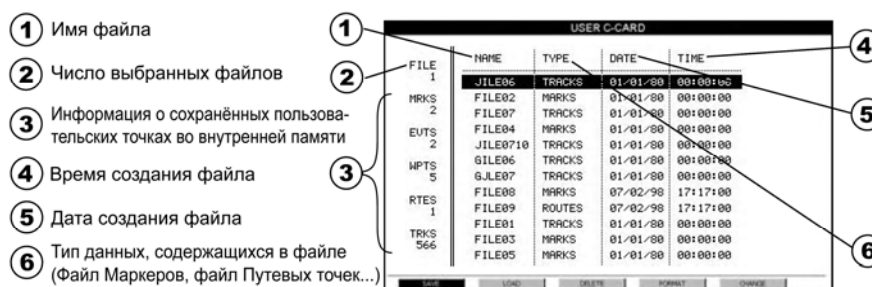 1 Имя файла
2 Число выбранных файлов
3 Информация о сохранённых пользова-
тельских точках во внутренней памяти
4 Время создания файла
5 Дата создания файла
6 Тип данных, содержащихся в файле
(Файл Маркеров, файл Путевых точек...)
1
2
3
USER C-CARD
FILE
1
MRKS
2
EVTS
2
WPTS
5
RTES
1
TRKS
566
NAME TYPE DATE TIME
JILE06 TRACKS 01/01/80 00:00:00
FILE02 MARKS 01/01/80 00:00:00
FILE07 TRACKS 01/01/80 00:00:00
FILE04 MARKS 01/01/80 00:00:00
JILE0710 TRACKS 01/01/80 00:00:00
GILE06 TRACKS 01/01/80 00:00:00
GJLE07 TRACKS 01/01/80 00:00:00
FILE08 MARKS 07/02/98 17:17:00
FILE09 ROUTES 07/02/98 17:17:00
FILE01 TRACKS 01/01/80 00:00:00
FILE03 MARKS 01/01/80 00:00:00
FILE05 MARKS 01/01/80 00:00:00
SAVE LOAD DELETE FORMAT CHANGE
4
5
6